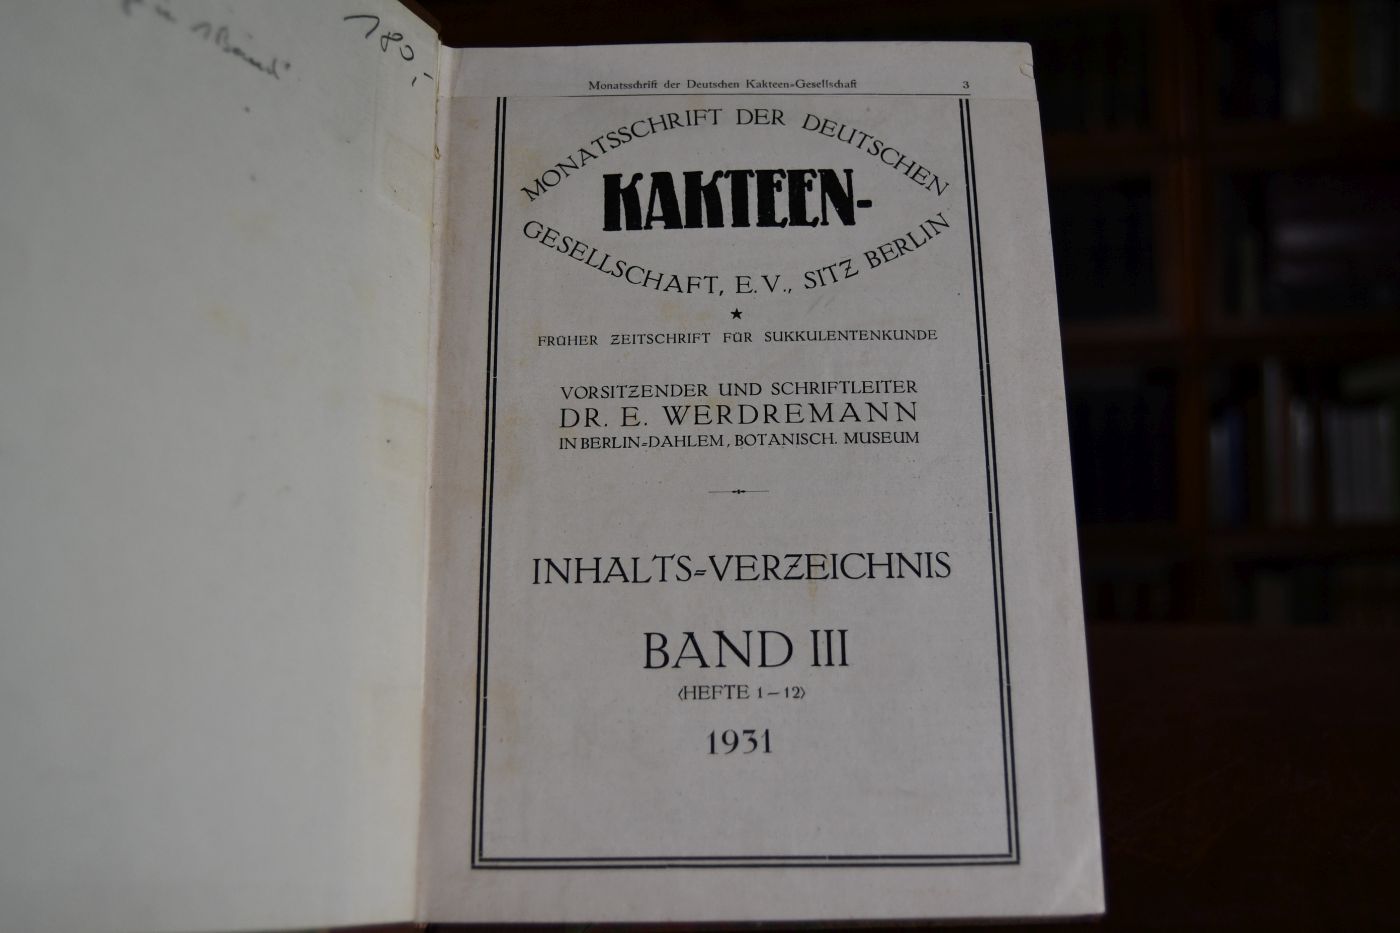 180,-
Monatsschrift der Deutschen Kakteen=Gesellschaft 3
MONATSSCHRIFT DER DEUTSCHEN
KAKTEEN-
GESELLSCHAFT, E.V., SITZ BERLIN
FRÜHER ZEITSCHRIFT FÜR SUKKULENTENKUNDE
VORSITZENDER UND SCHRIFTLEITER
DR. E. WERDREMANN
IN BERLIN=DAHLEM, BOTANISCH. MUSEUM
INHALTS=VERZEICHNIS
BAND III
(HEFTE 1—12)
1931